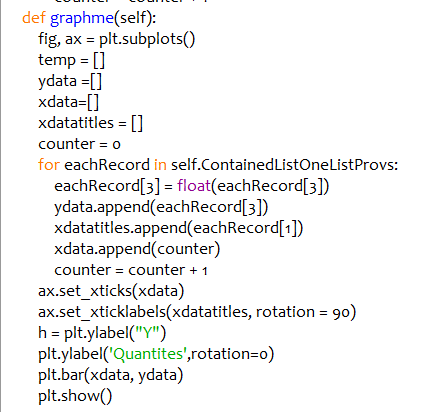 def graphme(self):
fig, ax = plt.subplots()
temp = []
ydata =[]
xdata=[]
xdatatitles = []
counter = 0
for eachRecord in self.ContainedListOneListProvs:
eachRecord[3] = float(eachRecord[3])
ydata.append(eachRecord[3])
xdatatitles.append(eachRecord[1])
xdata.append(counter)
counter = counter + 1
ax.set_xticks(xdata)
ax.set_xticklabels(xdatatitles, rotation = 90)
h = plt.ylabel("Y")
plt.ylabel('Quantites',rotation=0)
plt.bar(xdata, ydata)
plt.show()